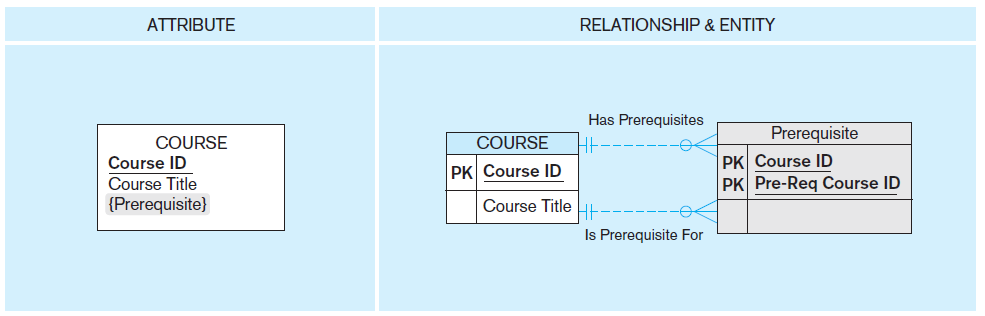 ATTRIBUTE
RELATIONSHIP & ENTITY
COURSE
Course ID
Course Title
{Prerequisite}
Has Prerequisites
COURSE
PK Course ID
Course Title
Is Prerequisite For
Prerequisite
PK Course ID
PK Pre-Req Course ID